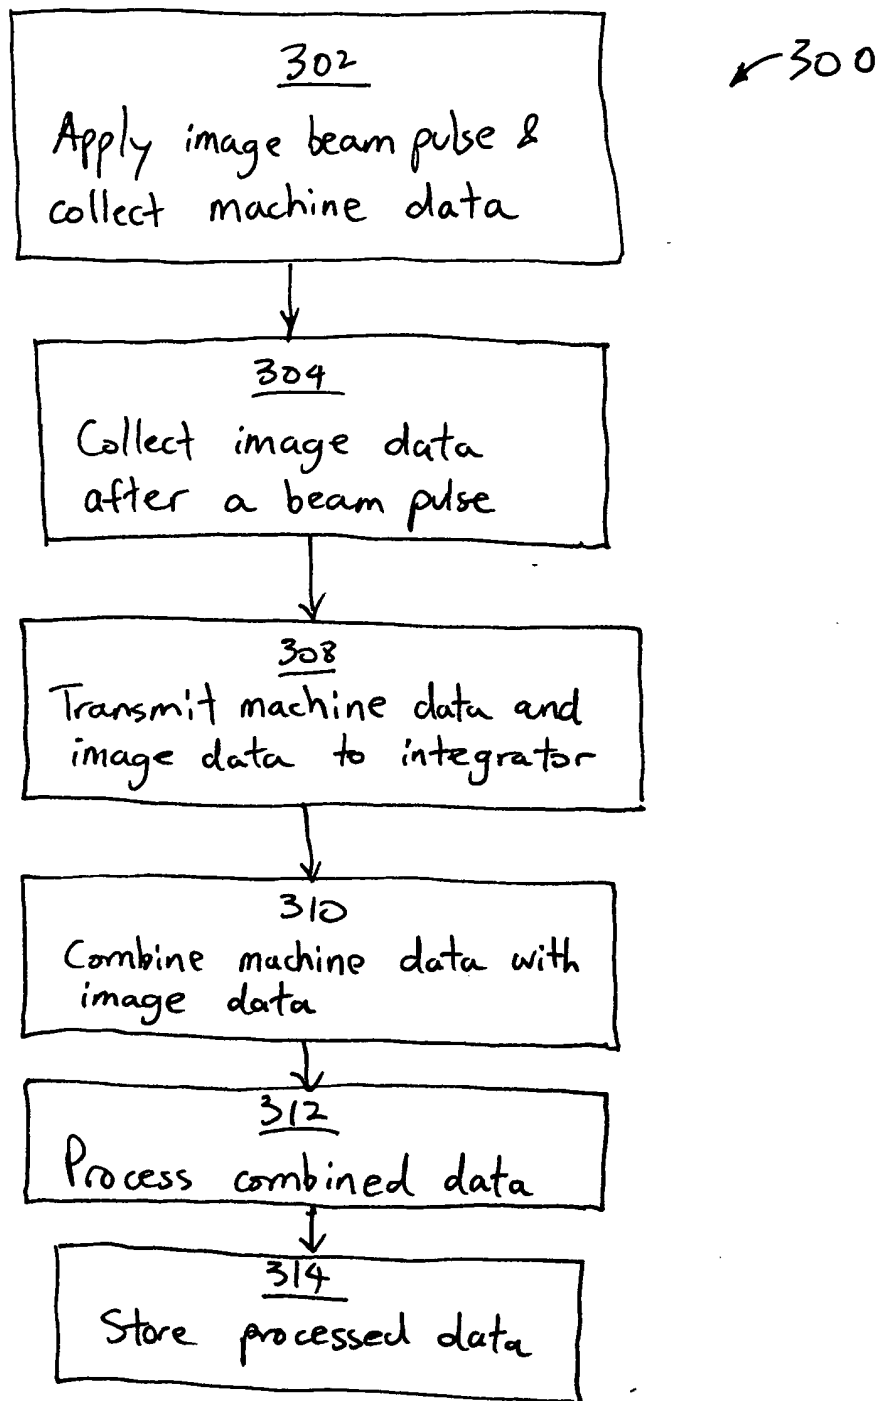 302
300
Apply image beam pulse &
collect machine data
304
Collect image data
after a beam pulse
308
Transmit machine data and
image data to integrator
310
Combine machine data with
image data
312
Process combined data
314
Store processed data